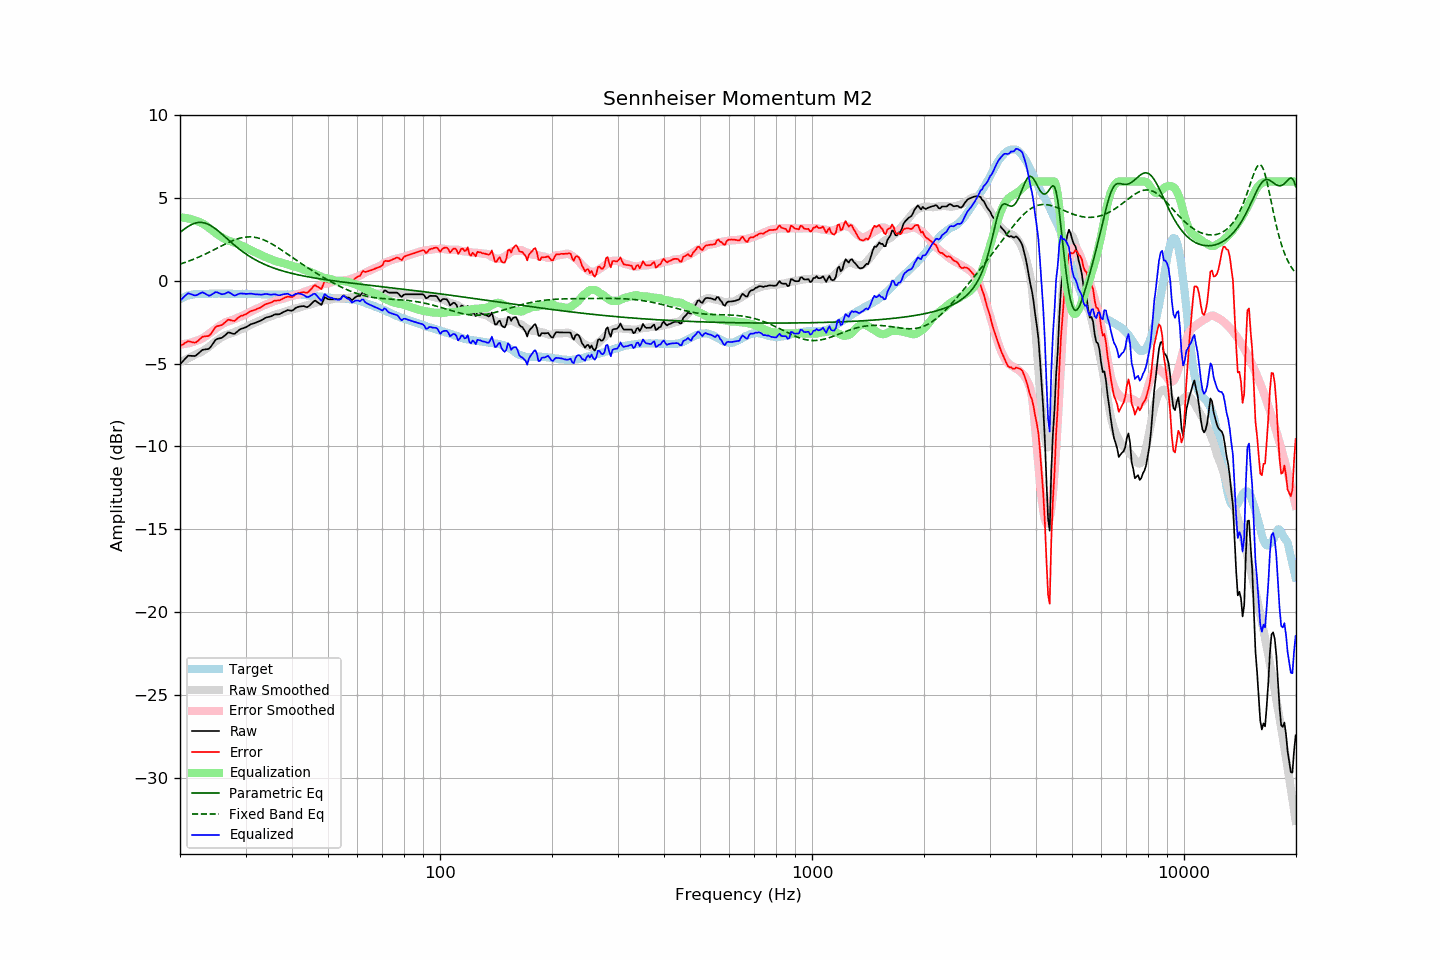 Sennheiser Momentum M2
10
5
0
−5
−10
−15
−20
−25
−30
Amplitude (dBr)
Target
Raw Smoothed
Error Smoothed
Raw
Error
Equalization
Parametric Eq
Fixed Band Eq
Equalized
100
1000
10000
Frequency (Hz)